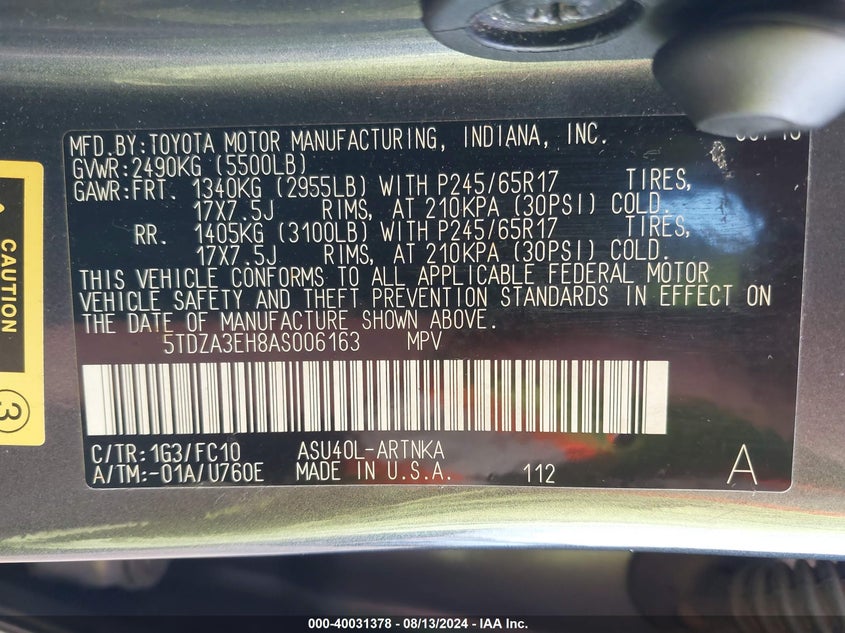 MFD.BY:TOYOTA MOTOR MANUFACTURING, INDIANA, INC.
GVWR:2490KG (5500LB)
GAWR:FRT. 1340KG (2955LB) WITH P245/65R17 TIRES,
17X7.5J RIMS, AT 210KPA (30PSI) COLD.
RR. 1405KG (3100LB) WITH P245/65R17 TIRES,
17X7.5J RIMS, AT 210KPA (30PSI) COLD.
THIS VEHICLE CONFORMS TO ALL APPLICABLE FEDERAL MOTOR
VEHICLE SAFETY AND THEFT PREVENTION STANDARDS IN EFFECT ON
THE DATE OF MANUFACTURE SHOWN ABOVE.
5TDZA3EH8AS006163 MPV
C/TR:1G3/FC10 ASU40L-ARTNKA
A/TM:-01A/U760E MADE IN U.S.A. 112 A
CAUTION
3
000-40031378 - 08/13/2024 - IAA Inc.